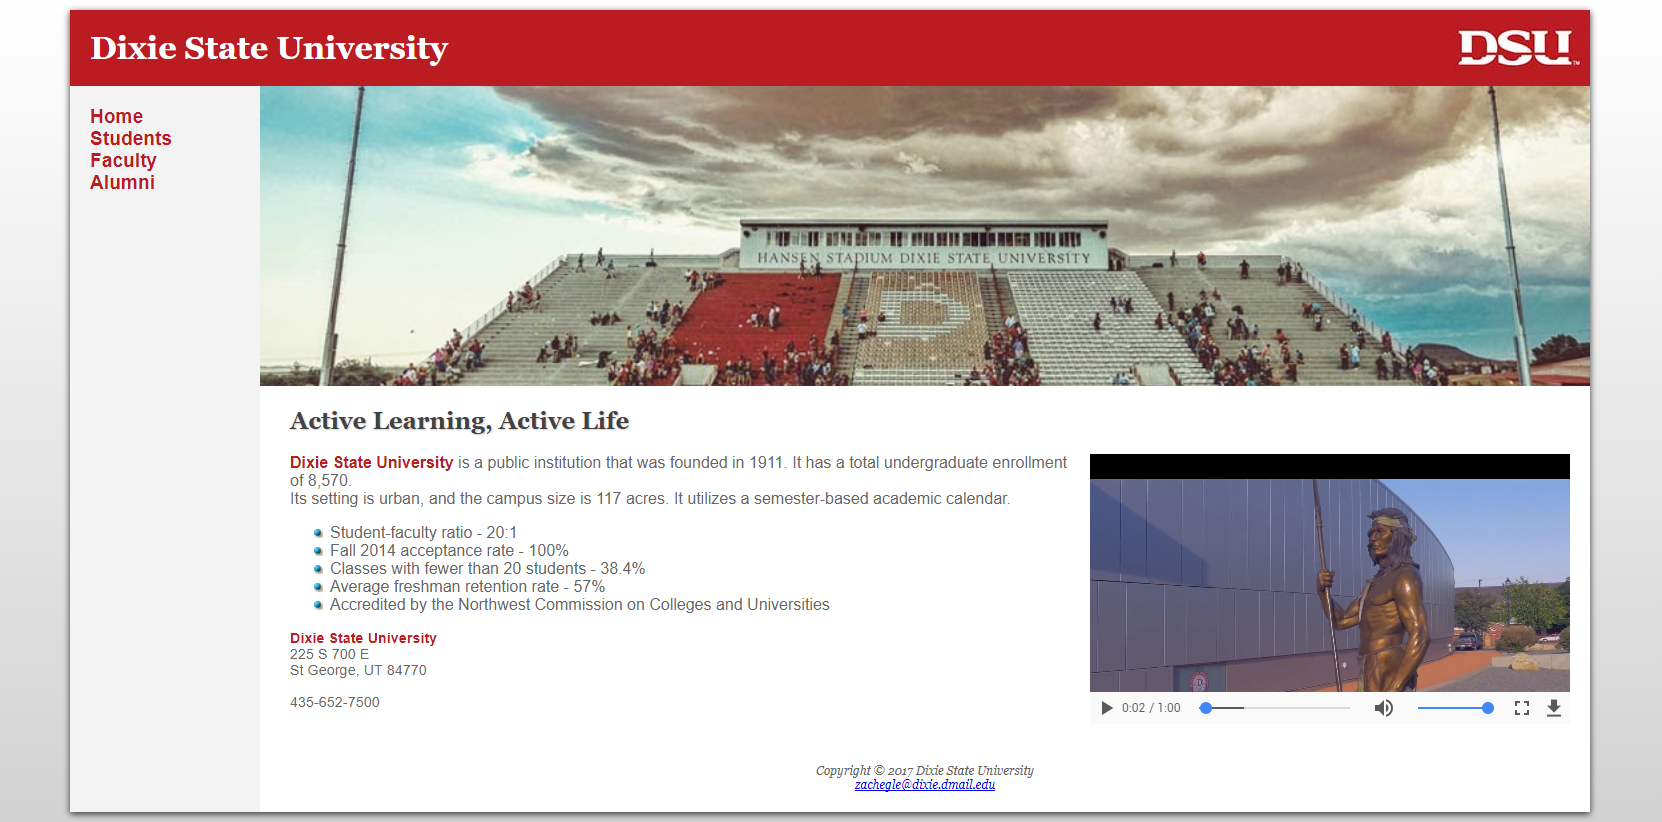 Dixie State University
DSU™
Home
Students
Faculty
Alumni
HANSEN STADIUM DIXIE STATE UNIVERSITY
D
Active Learning, Active Life
Dixie State University is a public institution that was founded in 1911. It has a total undergraduate enrollment
of 8,570.
Its setting is urban, and the campus size is 117 acres. It utilizes a semester-based academic calendar.
Student-faculty ratio - 20:1
Fall 2014 acceptance rate - 100%
Classes with fewer than 20 students - 38.4%
Average freshman retention rate - 57%
Accredited by the Northwest Commission on Colleges and Universities
Dixie State University
225 S 700 E
St George, UT 84770
435-652-7500
D
0:02 / 1:00
Copyright © 2017 Dixie State University
zachegle@dixie.dmail.edu